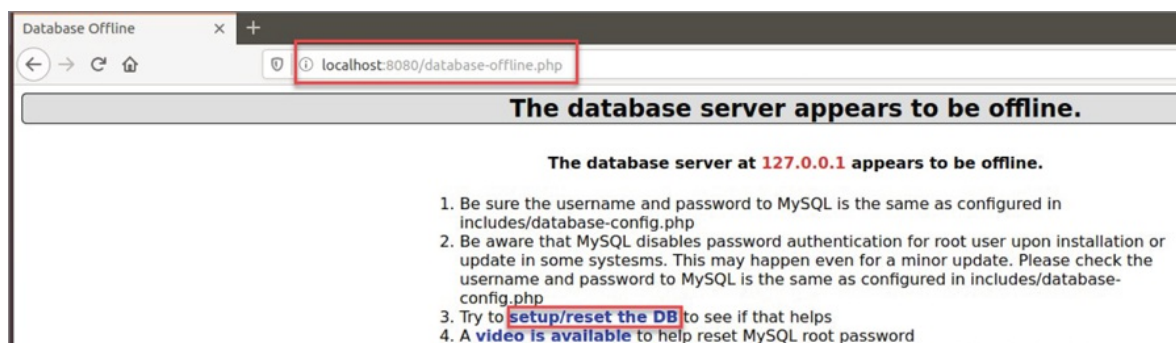 Database Offline
localhost:8080/database-offline.php
The database server appears to be offline.
The database server at 127.0.0.1 appears to be offline.
1. Be sure the username and password to MySQL is the same as configured in
includes/database-config.php
2. Be aware that MySQL disables password authentication for root user upon installation or
update in some systesms. This may happen even for a minor update. Please check the
username and password to MySQL is the same as configured in includes/database-
config.php
3. Try to setup/reset the DB to see if that helps
4. A video is available to help reset MySQL root password